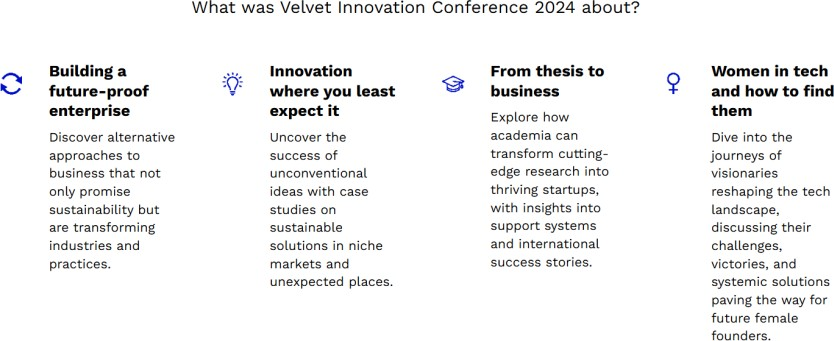 What was Velvet Innovation Conference 2024 about?
Building a
future-proof
enterprise
Discover alternative
approaches to
business that not
only promise
sustainability but
are transforming
industries and
practices.
Innovation
where you least
expect it
Uncover the
success of
unconventional
ideas with case
studies on
sustainable
solutions in niche
markets and
unexpected places.
From thesis to
business
Explore how
academia can
transform cutting-
edge research into
thriving startups,
with insights into
support systems
and international
success stories.
Women in tech
and how to find
them
Dive into the
journeys of
visionaries
reshaping the tech
landscape,
discussing their
challenges,
victories, and
systemic solutions
paving the way for
future female
founders.